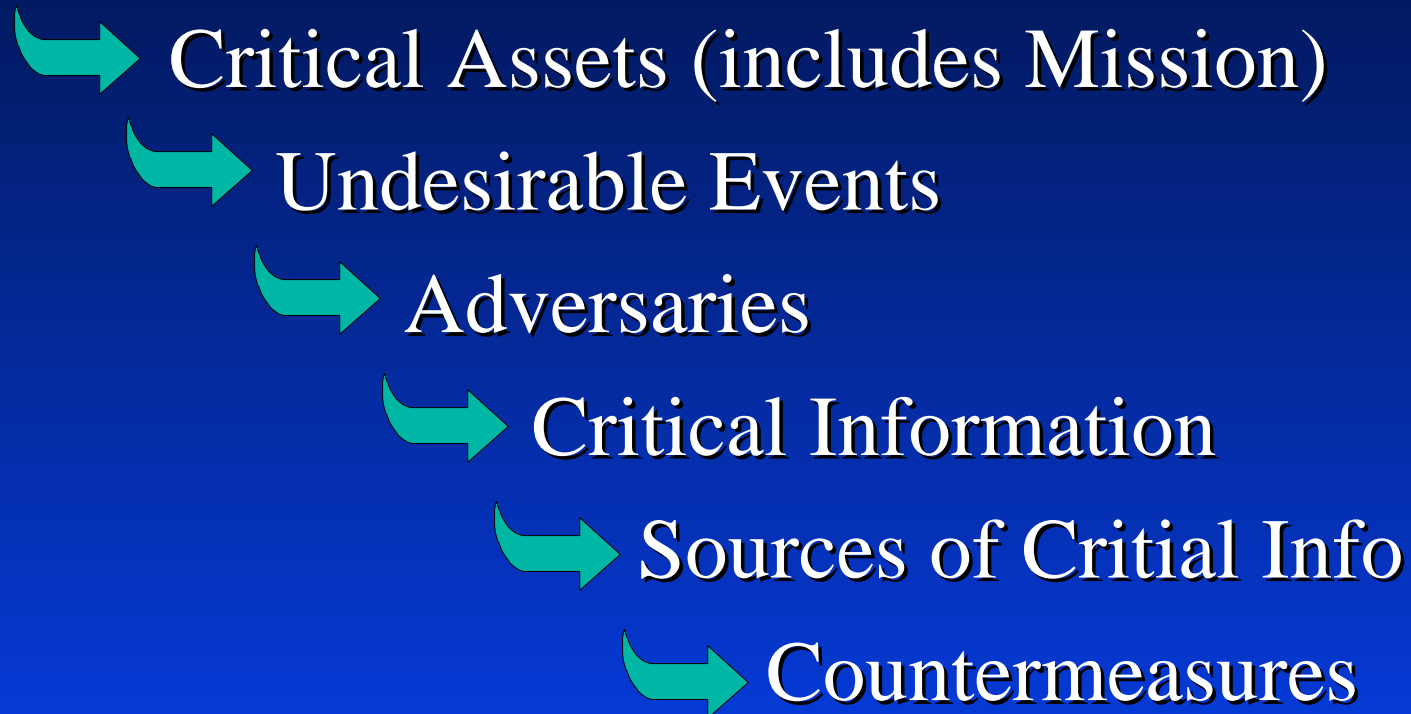 Critical Assets (includes Mission)
Undesirable Events
Adversaries
Critical Information
Sources of Critial Info
Countermeasures